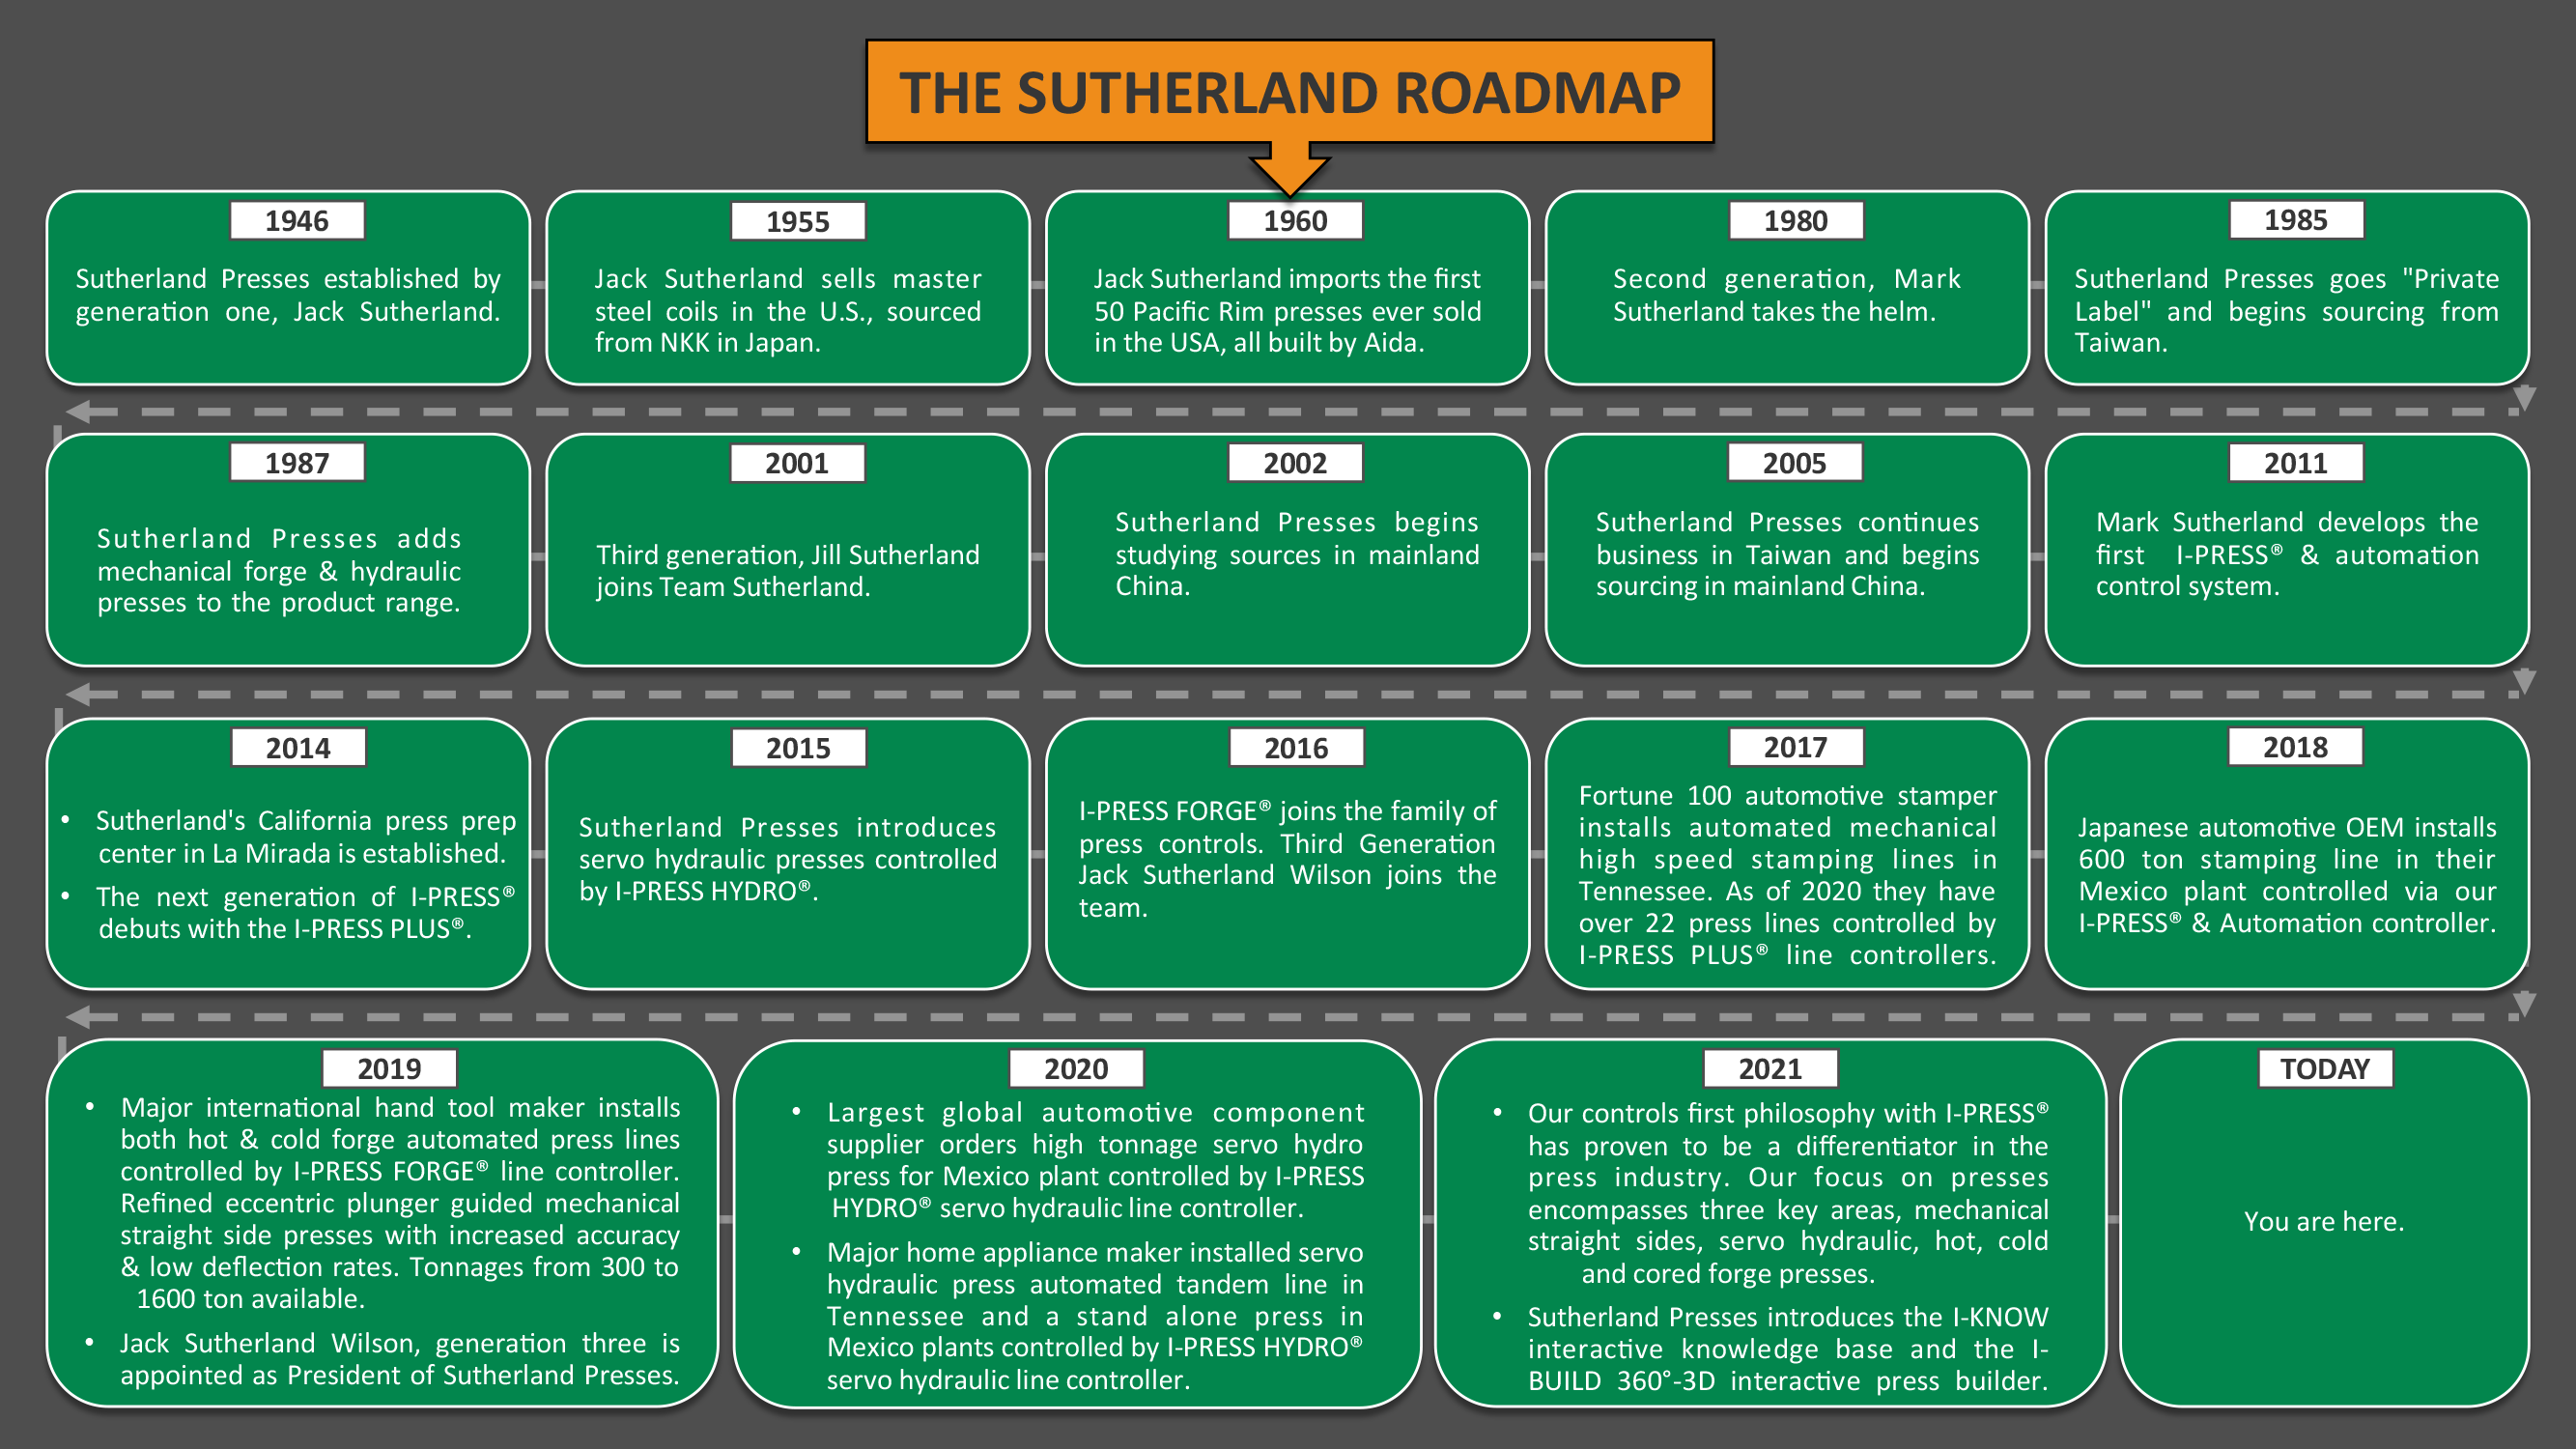 THE SUTHERLAND ROADMAP
1946
Sutherland Presses established by
generation one, Jack Sutherland.
1955
Jack Sutherland sells master
steel coils in the U.S., sourced
from NKK in Japan.
1960
Jack Sutherland imports the first
50 Pacific Rim presses ever sold
in the USA, all built by Aida.
1980
Second generation, Mark
Sutherland takes the helm.
1985
Sutherland Presses goes "Private
Label" and begins sourcing from
Taiwan.
1987
Sutherland Presses adds
mechanical forge & hydraulic
presses to the product range.
2001
Third generation, Jill Sutherland
joins Team Sutherland.
2002
Sutherland Presses begins
studying sources in mainland
China.
2005
Sutherland Presses continues
business in Taiwan and begins
sourcing in mainland China.
2011
Mark Sutherland develops the
first I-PRESS® & automation
control system.
2014
• Sutherland's California press prep
center in La Mirada is established.
• The next generation of I-PRESS®
debuts with the I-PRESS PLUS®.
2015
Sutherland Presses introduces
servo hydraulic presses controlled
by I-PRESS HYDRO®.
2016
I-PRESS FORGE® joins the family of
press controls. Third Generation
Jack Sutherland Wilson joins the
team.
2017
Fortune 100 automotive stamper
installs automated mechanical
high speed stamping lines in
Tennessee. As of 2020 they have
over 22 press lines controlled by
I-PRESS PLUS® line controllers.
2018
Japanese automotive OEM installs
600 ton stamping line in their
Mexico plant controlled via our
I-PRESS® & Automation controller.
2019
• Major international hand tool maker installs
both hot & cold forge automated press lines
controlled by I-PRESS FORGE® line controller.
Refined eccentric plunger guided mechanical
straight side presses with increased accuracy
& low deflection rates. Tonnages from 300 to
1600 ton available.
• Jack Sutherland Wilson, generation three is
appointed as President of Sutherland Presses.
2020
• Largest global automotive component
supplier orders high tonnage servo hydro
press for Mexico plant controlled by I-PRESS
HYDRO® servo hydraulic line controller.
• Major home appliance maker installed servo
hydraulic press automated tandem line in
Tennessee and a stand alone press in
Mexico plants controlled by I-PRESS HYDRO®
servo hydraulic line controller.
2021
• Our controls first philosophy with I-PRESS®
has proven to be a differentiator in the
press industry. Our focus on presses
encompasses three key areas, mechanical
straight sides, servo hydraulic, hot, cold
and cored forge presses.
• Sutherland Presses introduces the I-KNOW
interactive knowledge base and the I-
BUILD 360°-3D interactive press builder.
TODAY
You are here.